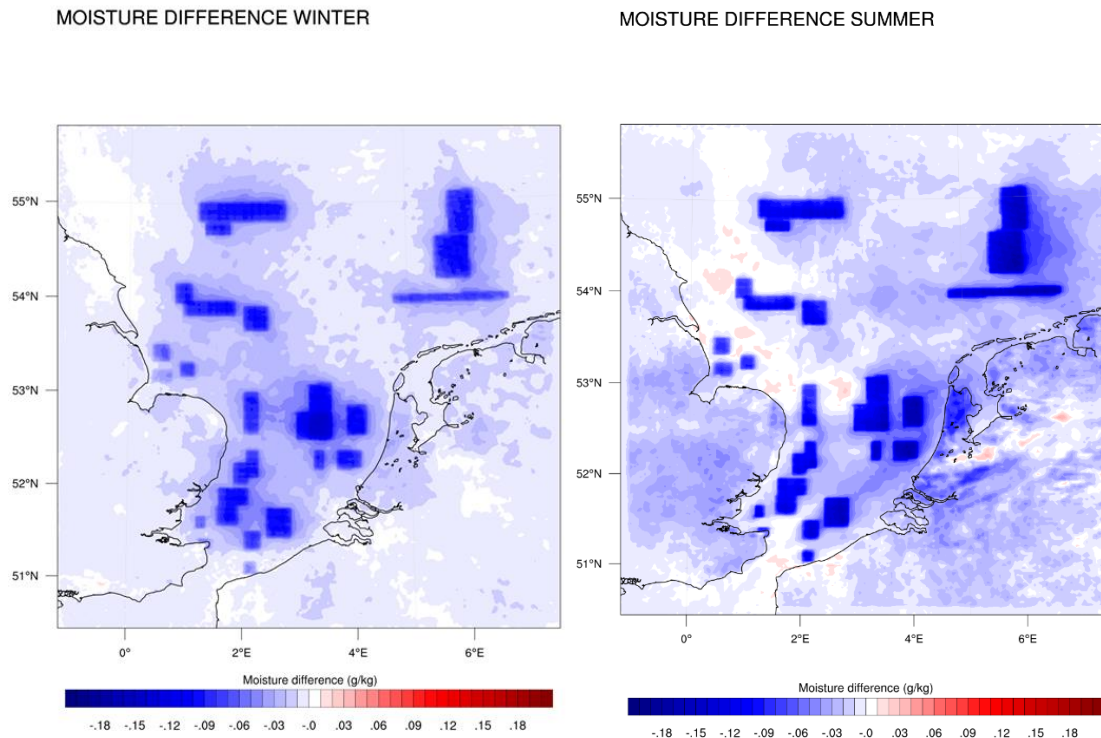 MOISTURE DIFFERENCE WINTER
55°N
54°N
53°N
52°N
51°N
0° 2°E 4°E 6°E
Moisture difference (g/kg)
-.18 -.15 -.12 -.09 -.06 -.03 -.0 .03 .06 .09 .12 .15 .18
MOISTURE DIFFERENCE SUMMER
55°N
54°N
53°N
52°N
51°N
0° 2°E 4°E 6°E
Moisture difference (g/kg)
-.18 -.15 -.12 -.09 -.06 -.03 -.0 .03 .06 .09 .12 .15 .18